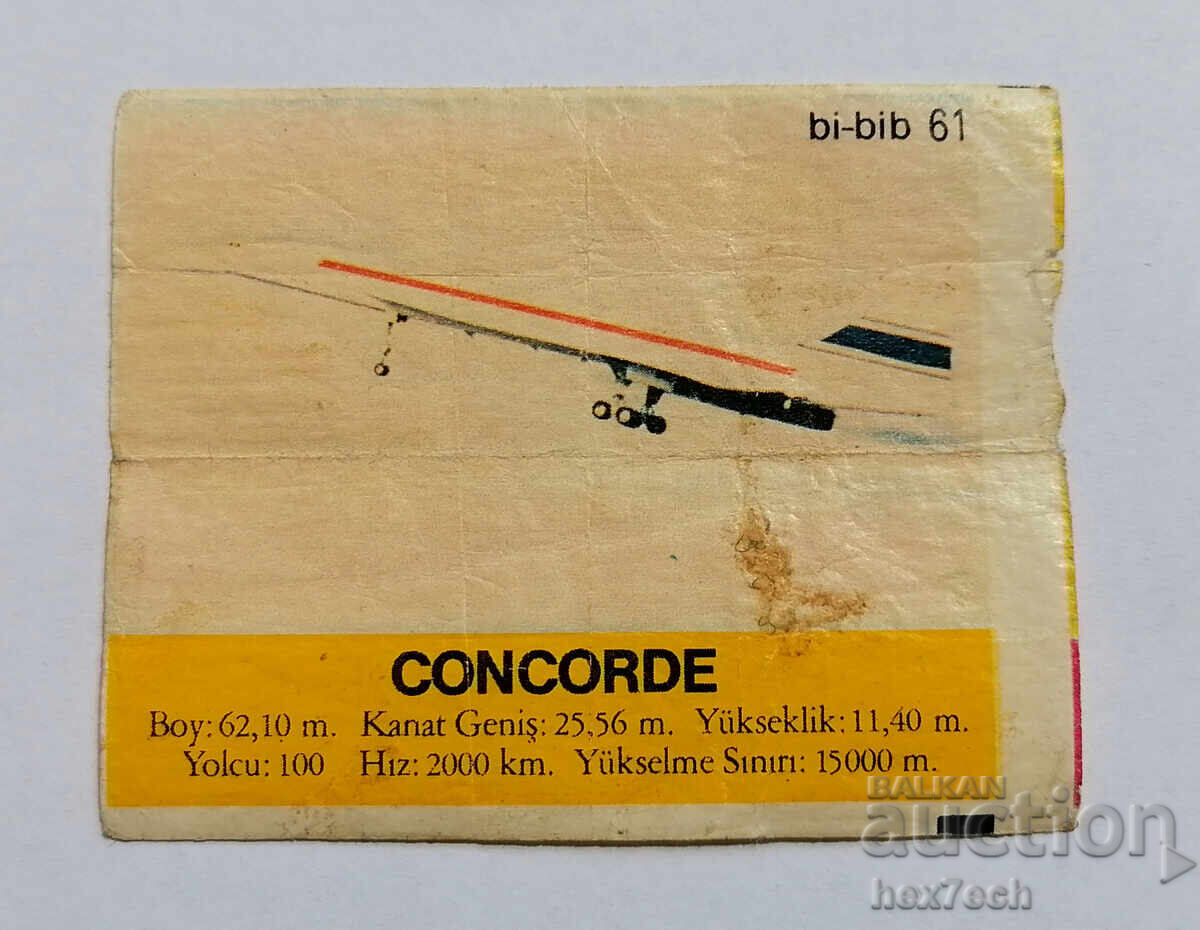 bi-bib 61
CONCORDE
Boy: 62,10 m. Kanat Geniş: 25,56 m. Yükseklik: 11,40 m.
Yolcu: 100 Hız: 2000 km. Yükselme Sınırı: 15000 m.
BALKAN
auction
hex7ech